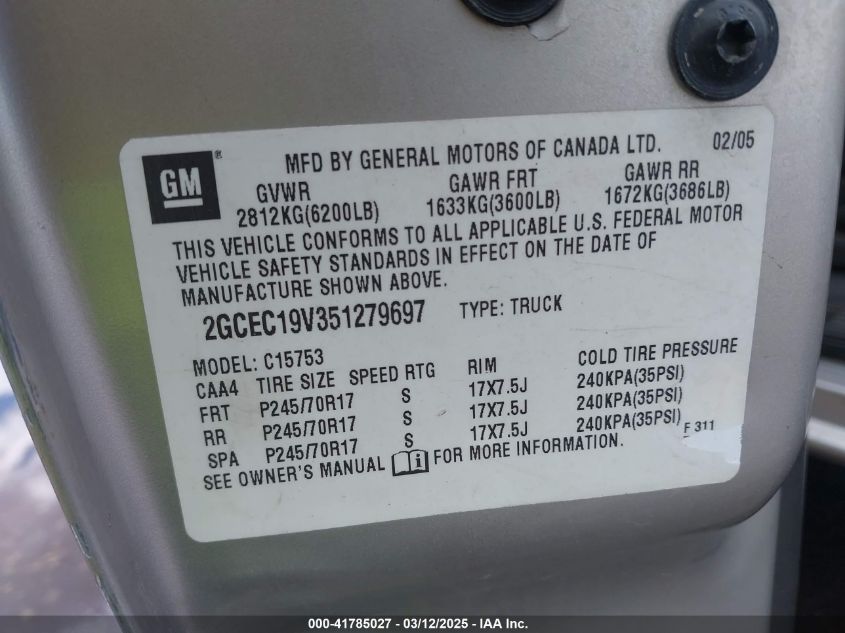 GM®
MFD BY GENERAL MOTORS OF CANADA LTD. 02/05
GVWR GAWR FRT GAWR RR
2812KG(6200LB) 1633KG(3600LB) 1672KG(3686LB)
THIS VEHICLE CONFORMS TO ALL APPLICABLE U.S. FEDERAL MOTOR
VEHICLE SAFETY STANDARDS IN EFFECT ON THE DATE OF
MANUFACTURE SHOWN ABOVE.
2GCEC19V351279697 TYPE: TRUCK
MODEL: C15753
CAA4 TIRE SIZE SPEED RTG RIM COLD TIRE PRESSURE
FRT P245/70R17 S 17X7.5J 240KPA(35PSI)
RR P245/70R17 S 17X7.5J 240KPA(35PSI)
SPA P245/70R17 S 17X7.5J 240KPA(35PSI)
SEE OWNER'S MANUAL FOR MORE INFORMATION. F 311
000-41785027 - 03/12/2025 - IAA Inc.